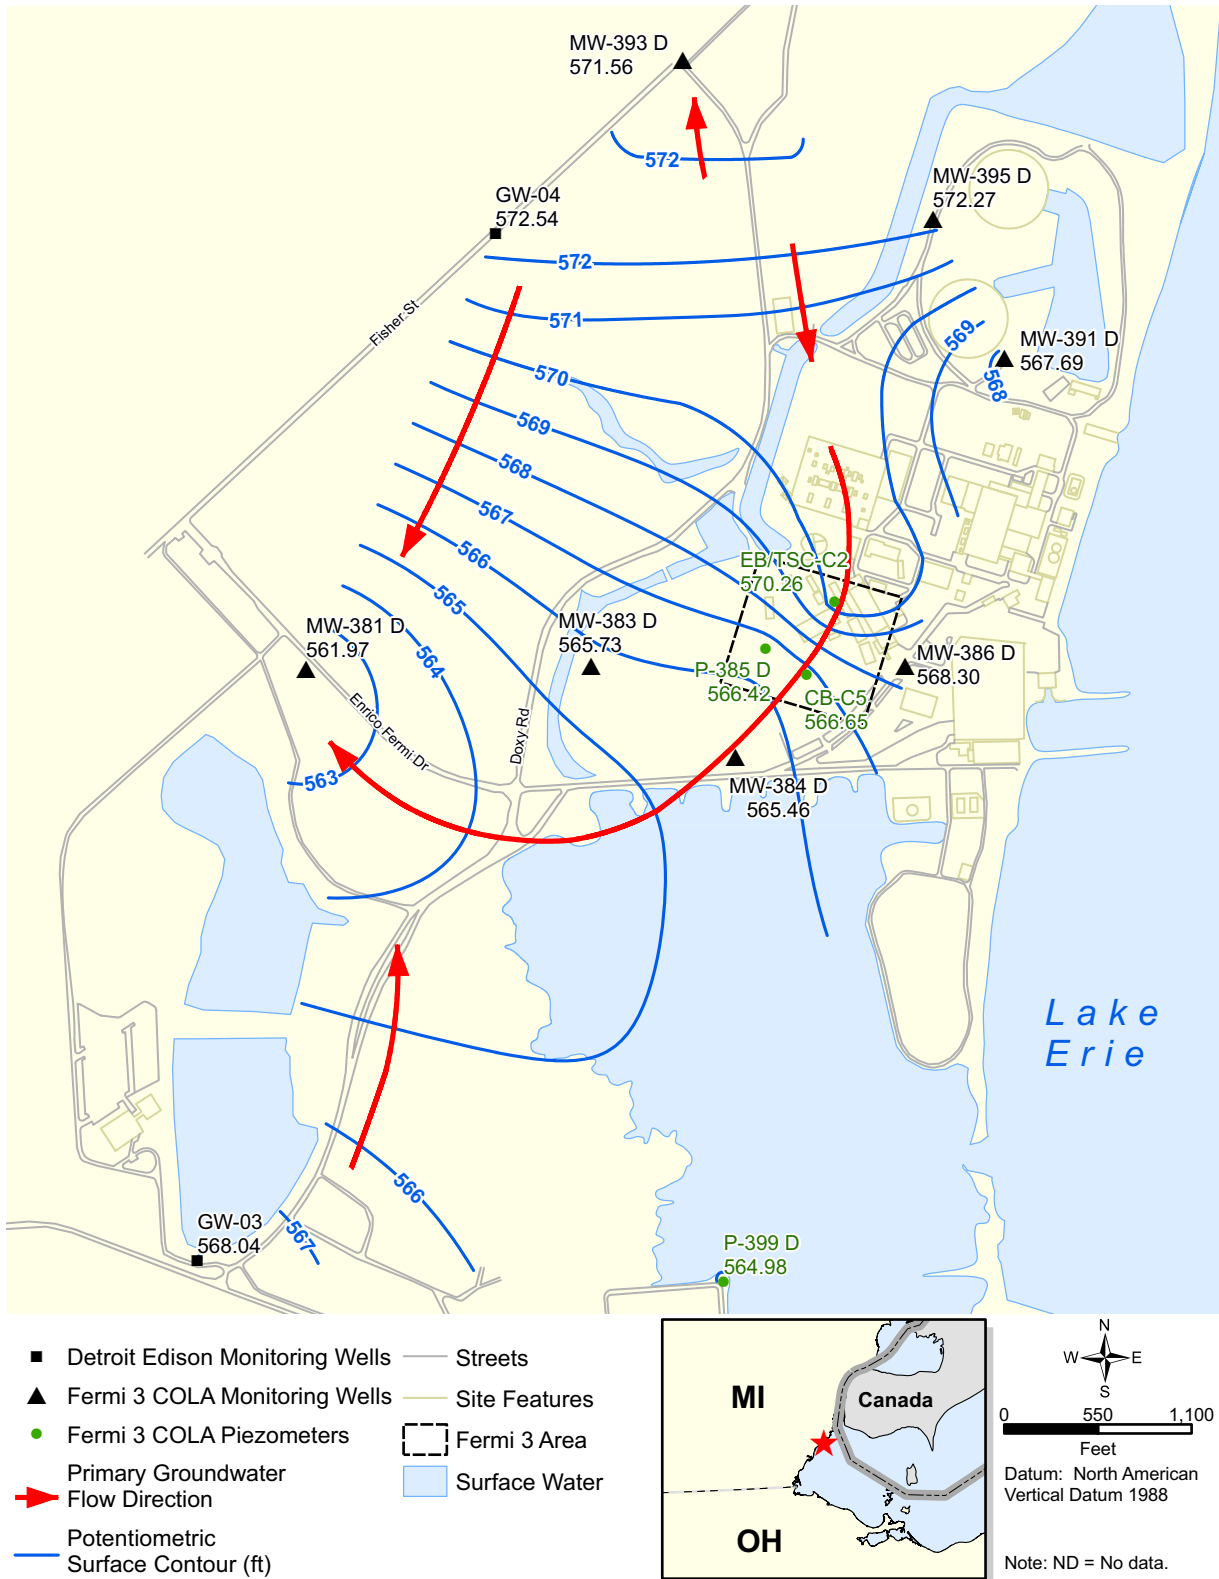 MW-393 D
571.56
572
MW-395 D
572.27
GW-04
572.54
572
Fisher St
571
569
MW-391 D
567.69
568
570
569
568
567
566
EB/TSC-C2
570.26
565
MW-381 D
561.97
564
MW-383 D
565.73
P-385 D
566.42
MW-386 D
568.30
CB-C5
566.65
Enrico Fermi Dr
Doxy Rd
563
MW-384 D
565.46
Lake
Erie
566
567
GW-03
568.04
P-399 D
564.98
Detroit Edison Monitoring Wells
Fermi 3 COLA Monitoring Wells
Fermi 3 COLA Piezometers
Primary Groundwater
Flow Direction
Potentiometric
Surface Contour (ft)
Streets
Site Features
Fermi 3 Area
Surface Water
MI
Canada
OH
N
W
E
S
0 550 1,100
Feet
Datum: North American
Vertical Datum 1988
Note: ND = No data.